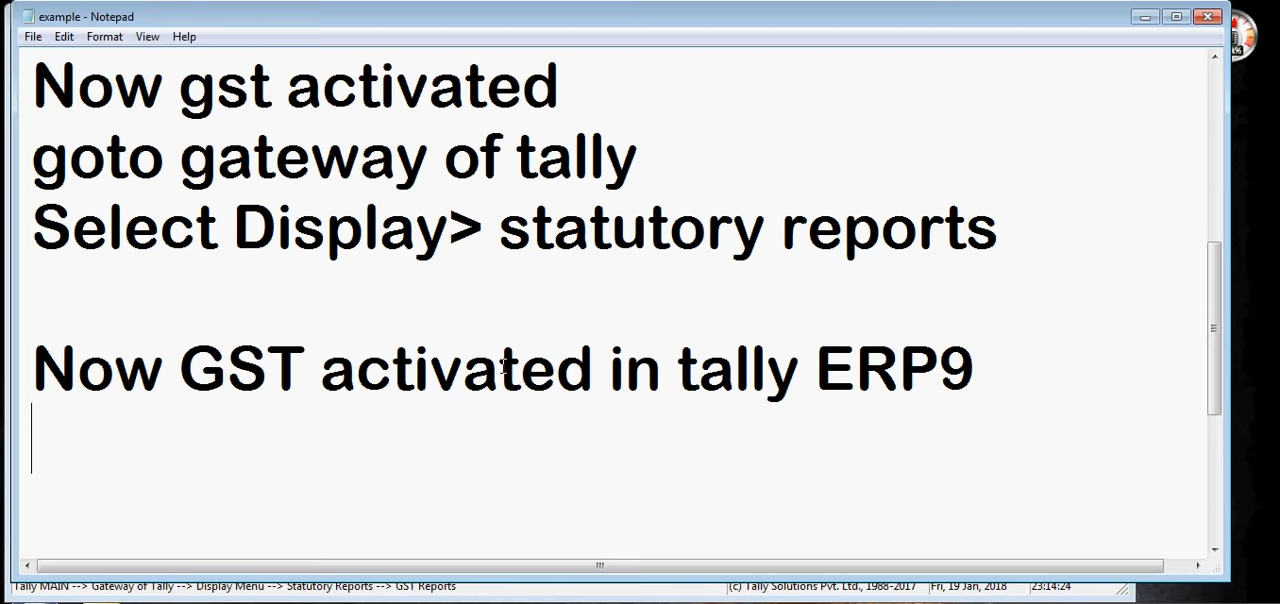 example - Notepad
File Edit Format View Help
Now gst activated
goto gateway of tally
Select Display> statutory reports
Now GST activated in tally ERP9
Tally MAIN --> Gateway of Tally --> Display Menu --> Statutory Reports --> GST Reports (c) Tally Solutions Pvt. Ltd., 1988-2017 Fri, 19 Jan, 2018 23:14:24